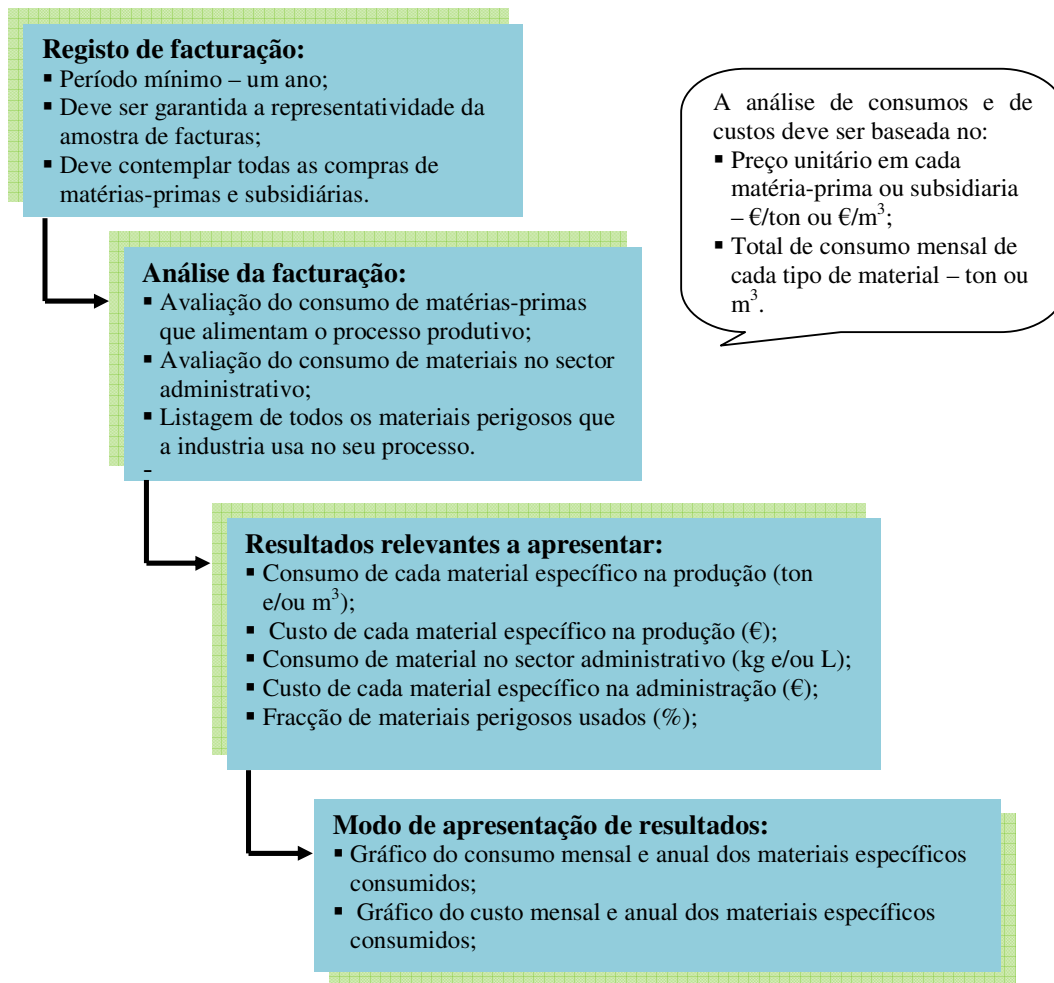 Registo de facturação:
▪ Período mínimo – um ano;
▪ Deve ser garantida a representatividade da
amostra de facturas;
▪ Deve contemplar todas as compras de
matérias-primas e subsidiárias.
A análise de consumos e de
custos deve ser baseada no:
▪ Preço unitário em cada
matéria-prima ou subsidiaria
– €/ton ou €/m³;
▪ Total de consumo mensal de
cada tipo de material – ton ou
m³.
Análise da facturação:
▪ Avaliação do consumo de matérias-primas
que alimentam o processo produtivo;
▪ Avaliação do consumo de materiais no sector
administrativo;
▪ Listagem de todos os materiais perigosos que
a industria usa no seu processo.
-
Resultados relevantes a apresentar:
▪ Consumo de cada material específico na produção (ton
e/ou m³);
▪ Custo de cada material específico na produção (€);
▪ Consumo de material no sector administrativo (kg e/ou L);
▪ Custo de cada material específico na administração (€);
▪ Fracção de materiais perigosos usados (%);
Modo de apresentação de resultados:
▪ Gráfico do consumo mensal e anual dos materiais específicos
consumidos;
▪ Gráfico do custo mensal e anual dos materiais específicos
consumidos;